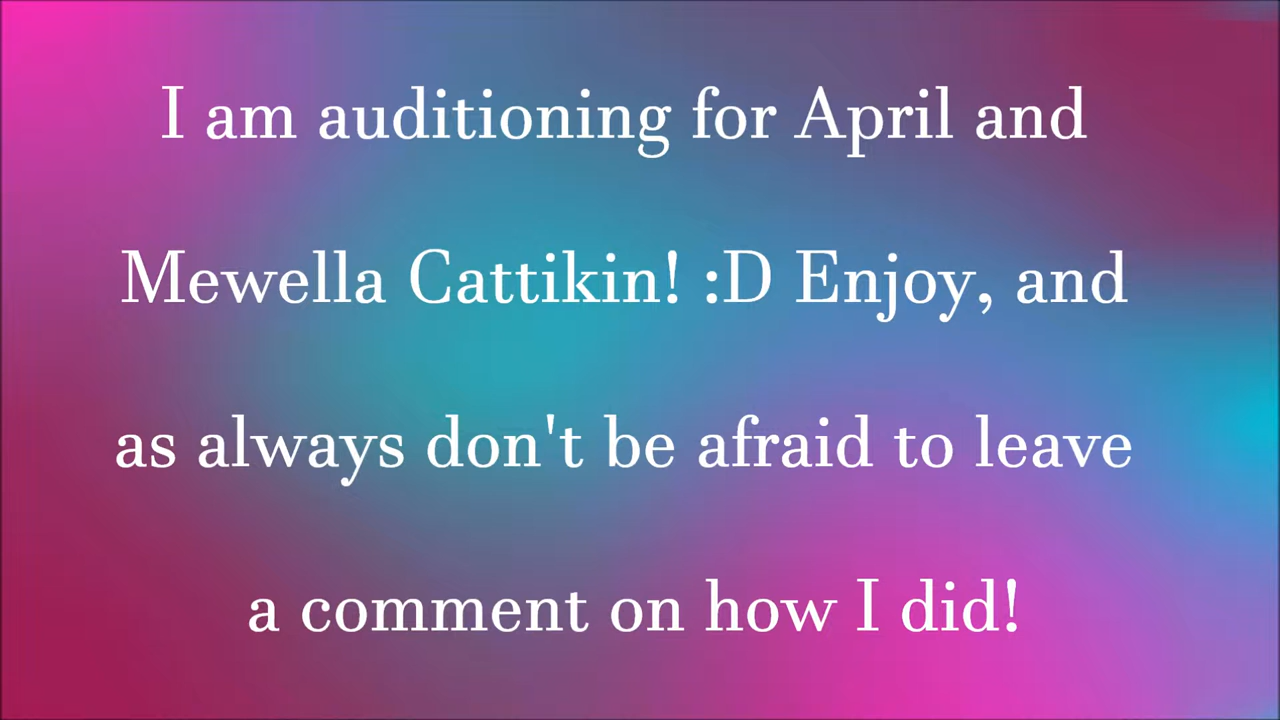 I am auditioning for April and
Mewella Cattikin! :D Enjoy, and
as always don't be afraid to leave
a comment on how I did!